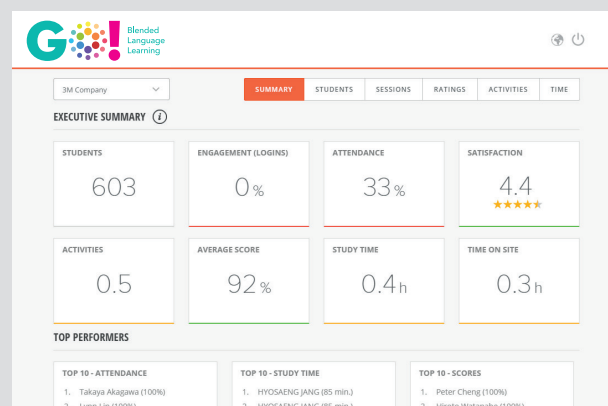 GO!
Blended
Language
Learning
3M Company
SUMMARY STUDENTS SESSIONS RATINGS ACTIVITIES TIME
EXECUTIVE SUMMARY i
STUDENTS ENGAGEMENT (LOGINS) ATTENDANCE SATISFACTION
603 0 % 33 % 4.4
ACTIVITIES AVERAGE SCORE STUDY TIME TIME ON SITE
0.5 92 % 0.4 h 0.3 h
TOP PERFORMERS
TOP 10 - ATTENDANCE TOP 10 - STUDY TIME TOP 10 - SCORES
1. Takaya Akagawa (100%) 1. HYOSAENG JANG (85 min.) 1. Peter Cheng (100%)